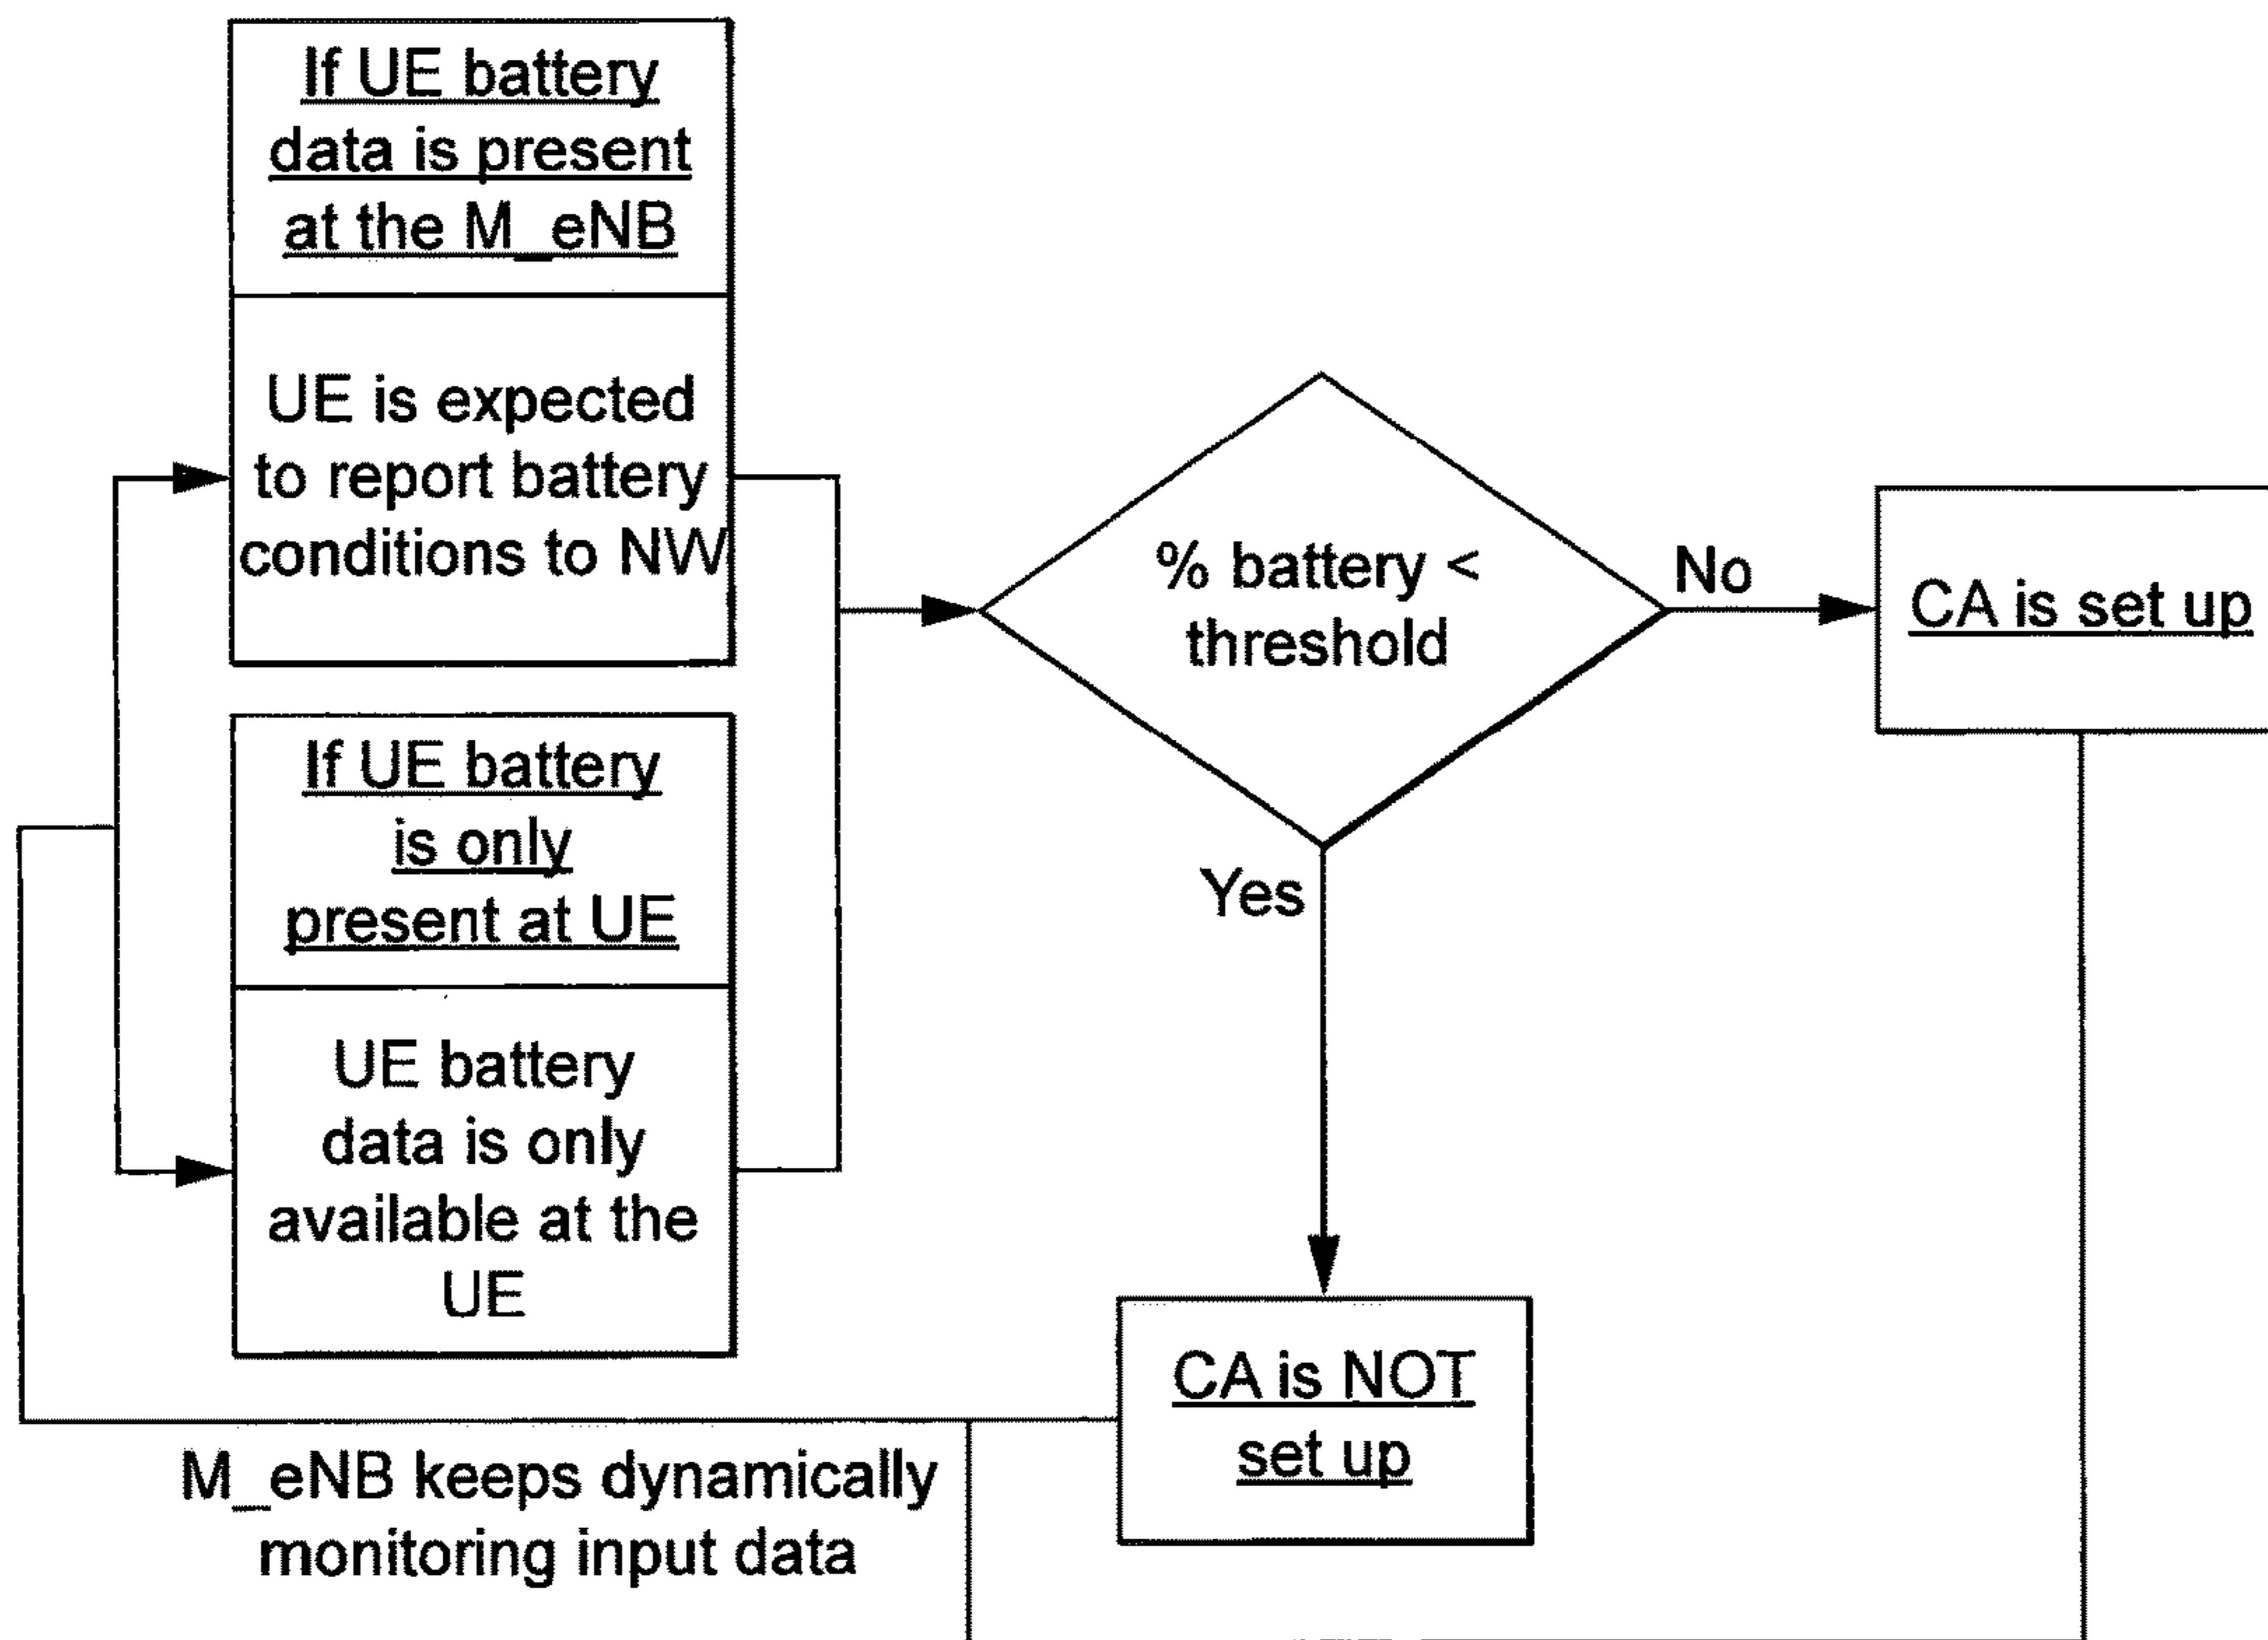 If UE battery
data is present
at the M_eNB
UE is expected
to report battery
conditions to NW
If UE battery
is only
present at UE
UE battery
data is only
available at the
UE
% battery <
threshold
No
CA is set up
Yes
CA is NOT
set up
M_eNB keeps dynamically
monitoring input data